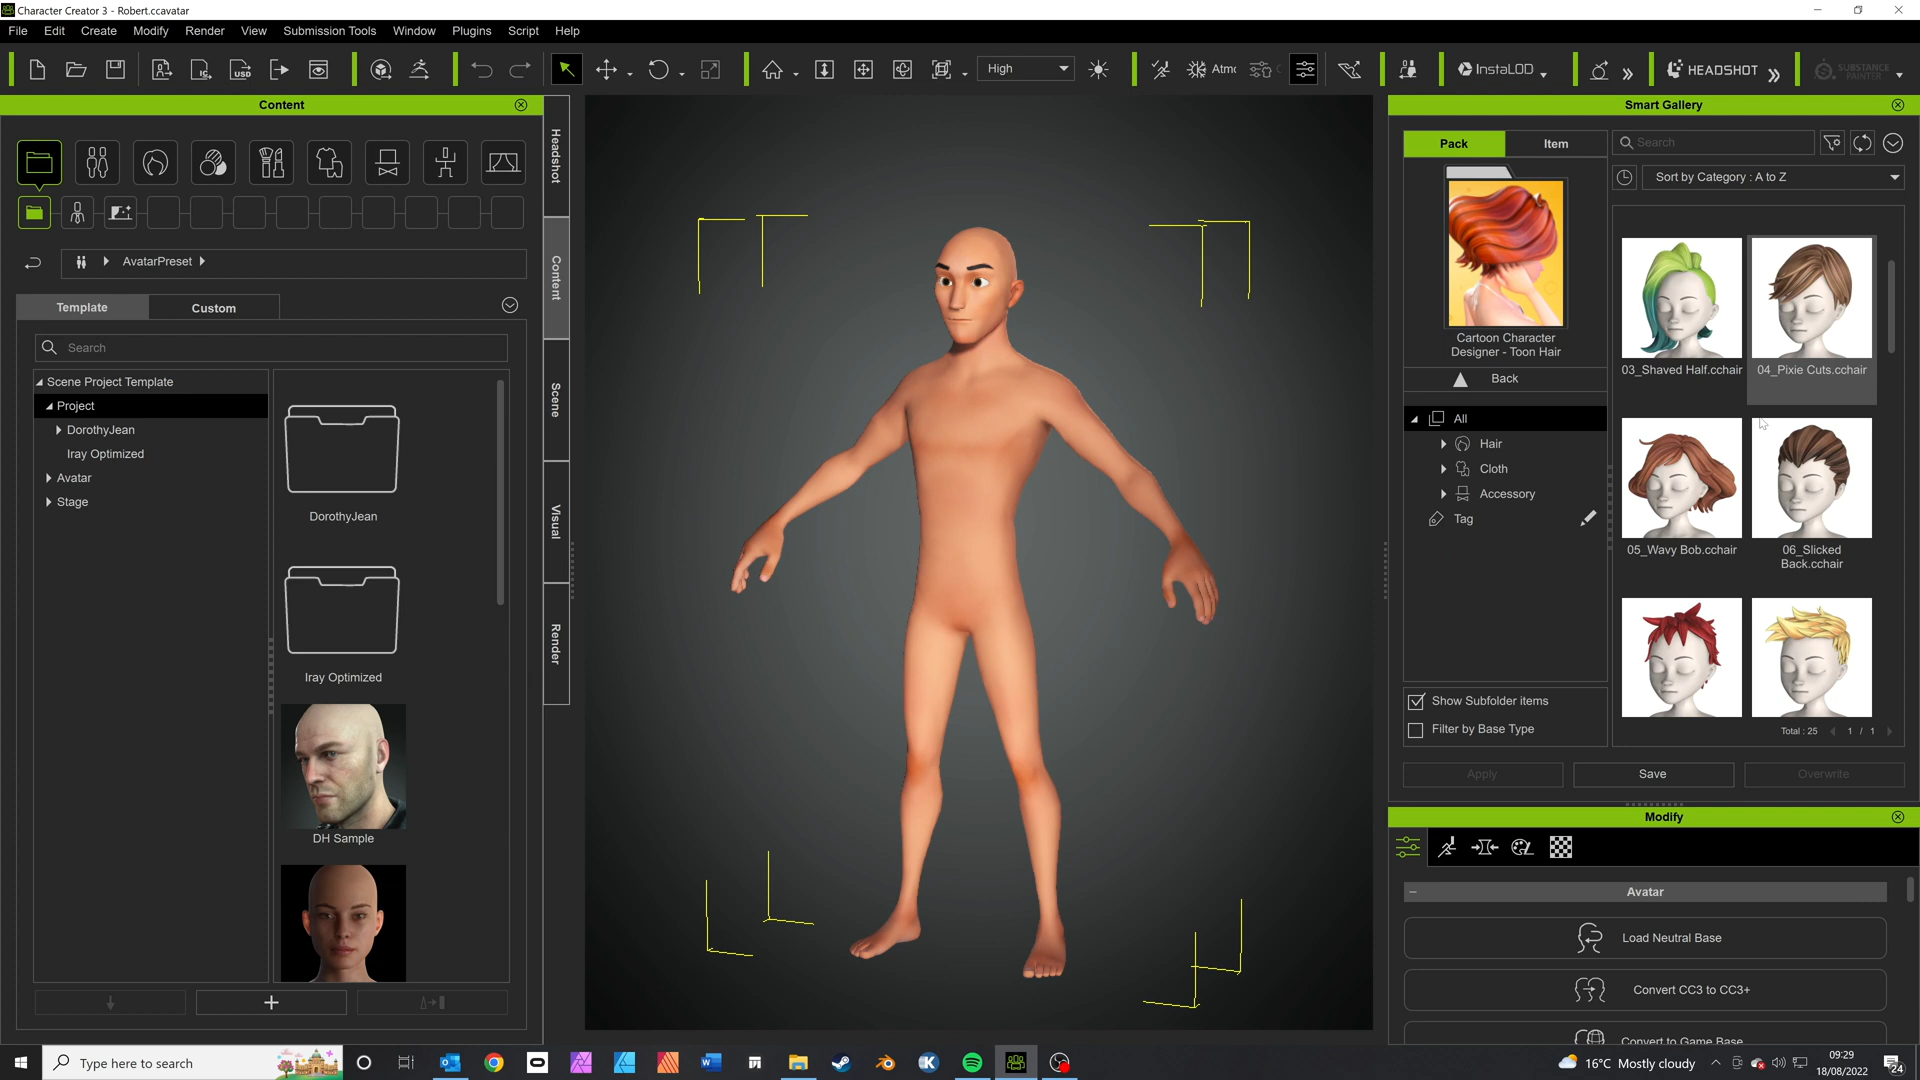 Character Creator 3 - Robert.ccavatar
File Edit Create Modify Render View Submission Tools Window Plugins Script Help
High
Atmo
InstaLOD
HEADSHOT
SUBSTANCE PAINTER
Content
Smart Gallery
Headshot
Content
Scene
Visual
Render
AvatarPreset
Template
Custom
Search
Scene Project Template
Project
DorothyJean
Iray Optimized
Avatar
Stage
DorothyJean
Iray Optimized
DH Sample
Pack
Item
Search
Sort by Category : A to Z
Cartoon Character
Designer - Toon Hair
Back
All
Hair
Cloth
Accessory
Tag
Show Subfolder items
Filter by Base Type
03_Shaved Half.cchair
04_Pixie Cuts.cchair
05_Wavy Bob.cchair
06_Slicked
Back.cchair
Total : 25
1 / 1
Apply
Save
Overwrite
Modify
Avatar
Load Neutral Base
Convert CC3 to CC3+
Convert to Game Base
Type here to search
16°C Mostly cloudy
09:29
18/08/2022
24